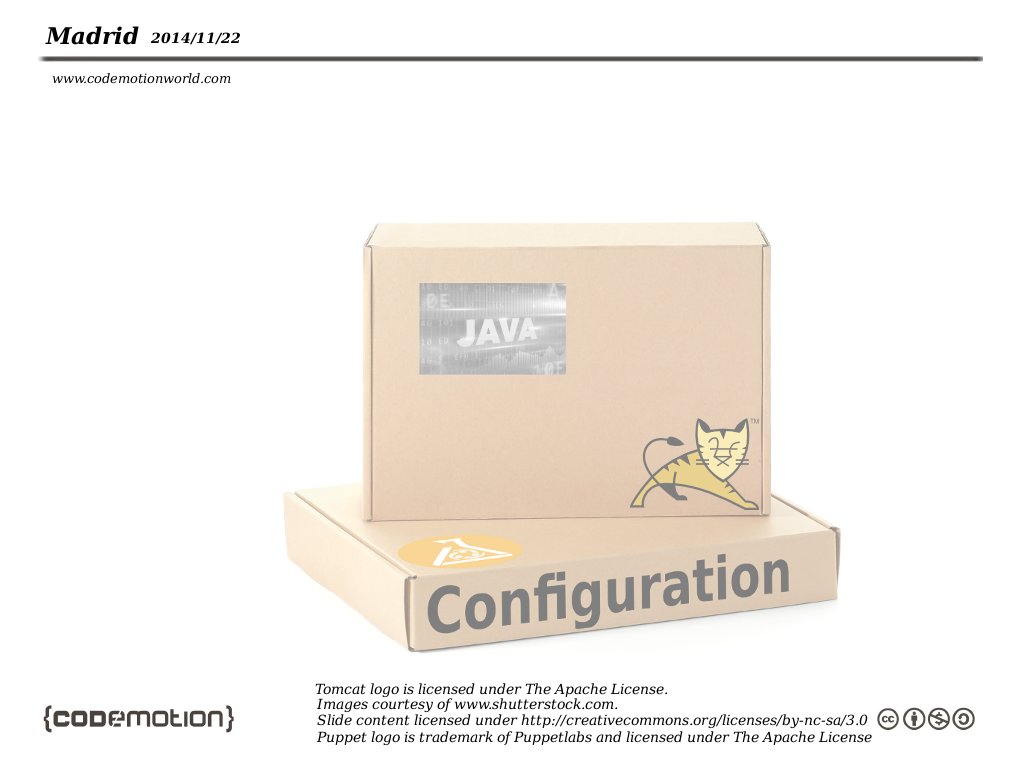 Madrid 2014/11/22
www.codemotionworld.com
JAVA
TM
Configuration
Tomcat logo is licensed under The Apache License.
Images courtesy of www.shutterstock.com.
Slide content licensed under http://creativecommons.org/licenses/by-nc-sa/3.0
cc
Puppet logo is trademark of Puppetlabs and licensed under The Apache License
{CODEMOTION}